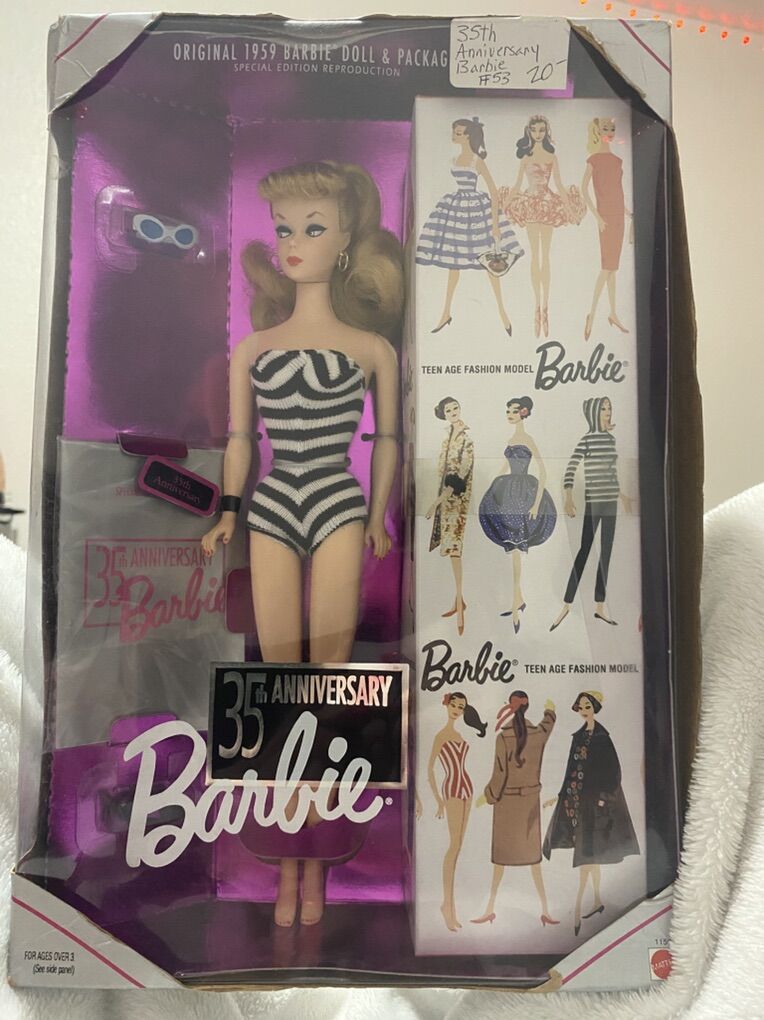 ORIGINAL 1959 BARBIE® DOLL & PACKAG
SPECIAL EDITION REPRODUCTION
35th
Anniversary
Barbie
#53 20-
TEEN AGE FASHION MODEL Barbie®
35th
Anniversary
35th ANNIVERSARY
Barbie
Barbie® TEEN AGE FASHION MODEL
35th ANNIVERSARY
Barbie®
FOR AGES OVER 3
(See side panel)
115
MATT